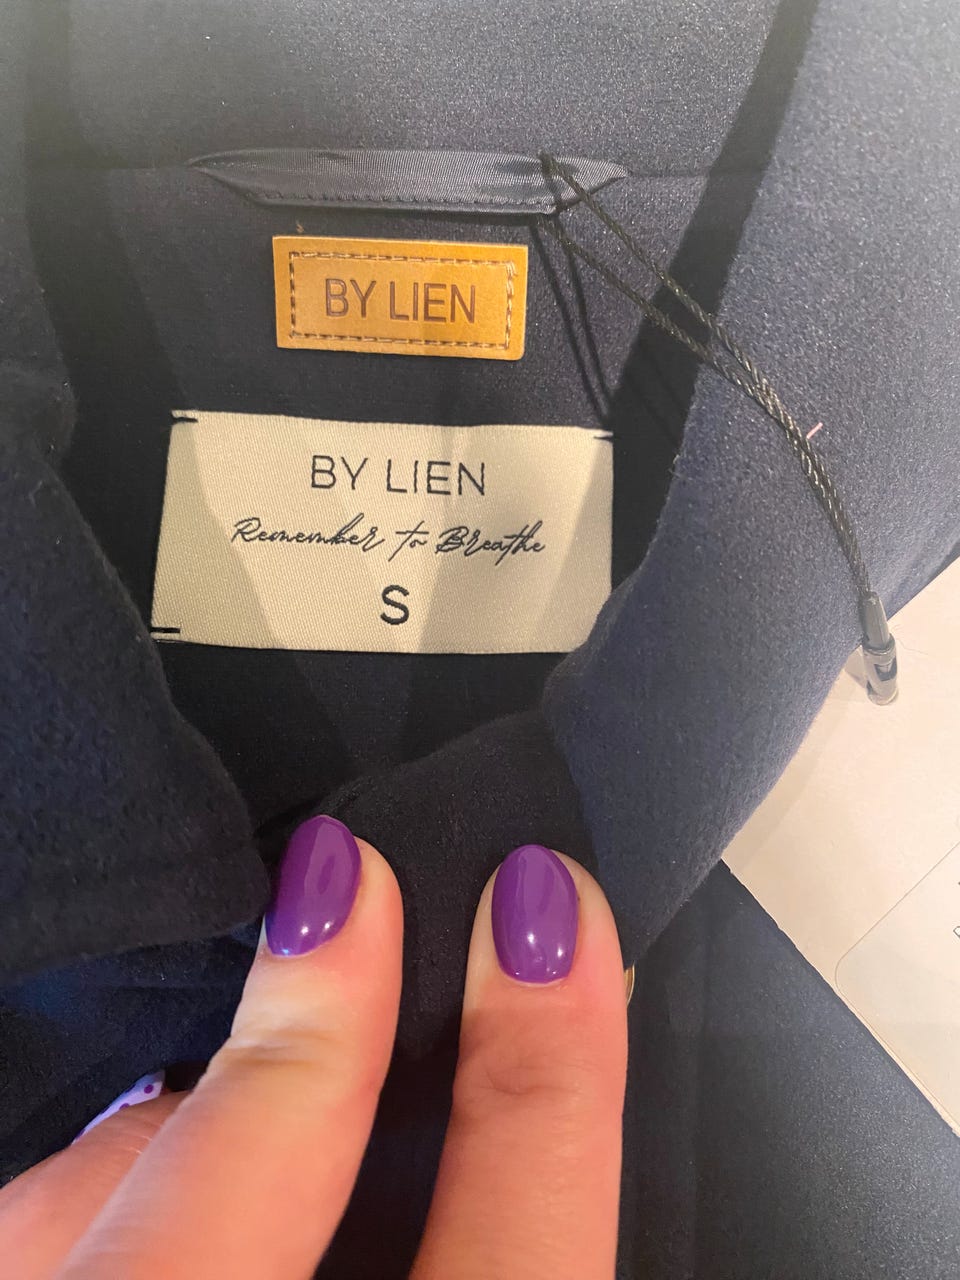 BY LIEN
BY LIEN
Remember to Breathe
S